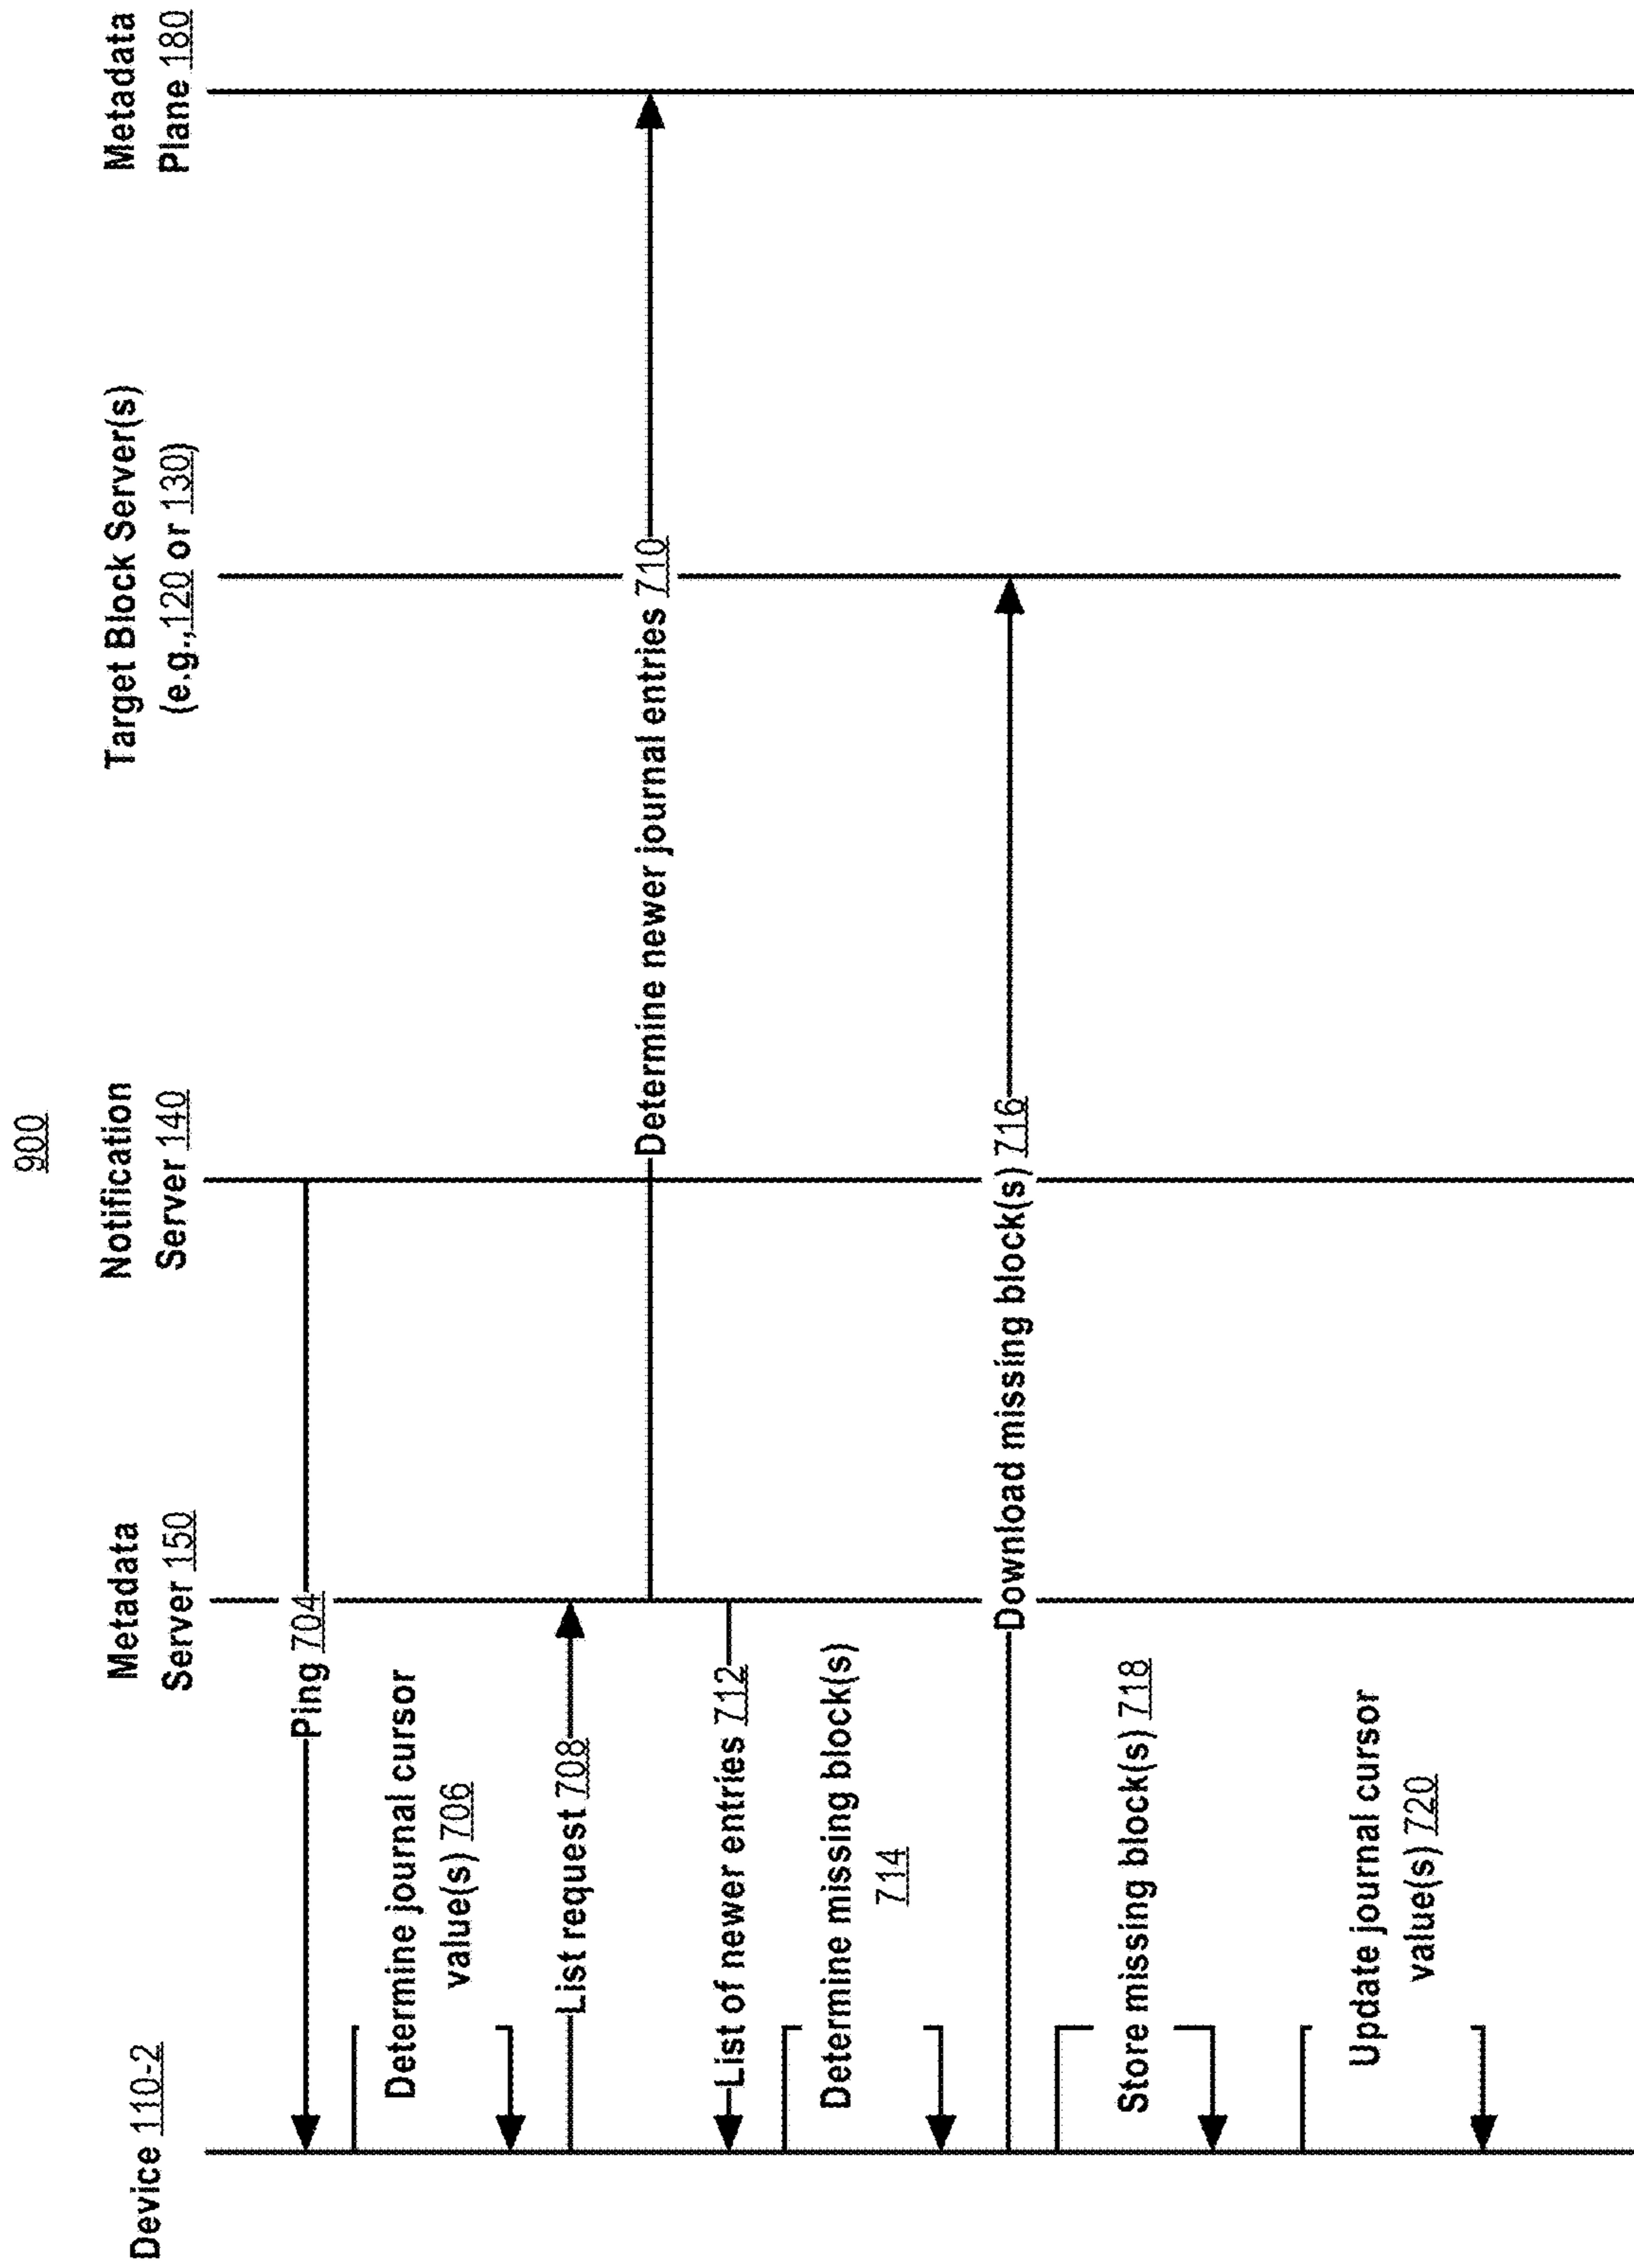 900
Device 110-2
Metadata
Server 150
Notification
Server 140
Target Block Server(s)
(e.g., 120 or 130)
Metadata
Plane 180
Ping 704
Determine journal cursor
value(s) 706
List request 708
Determine newer journal entries 710
List of newer entries 712
Determine missing block(s)
714
Download missing block(s) 716
Store missing block(s) 718
Update journal cursor
value(s) 720